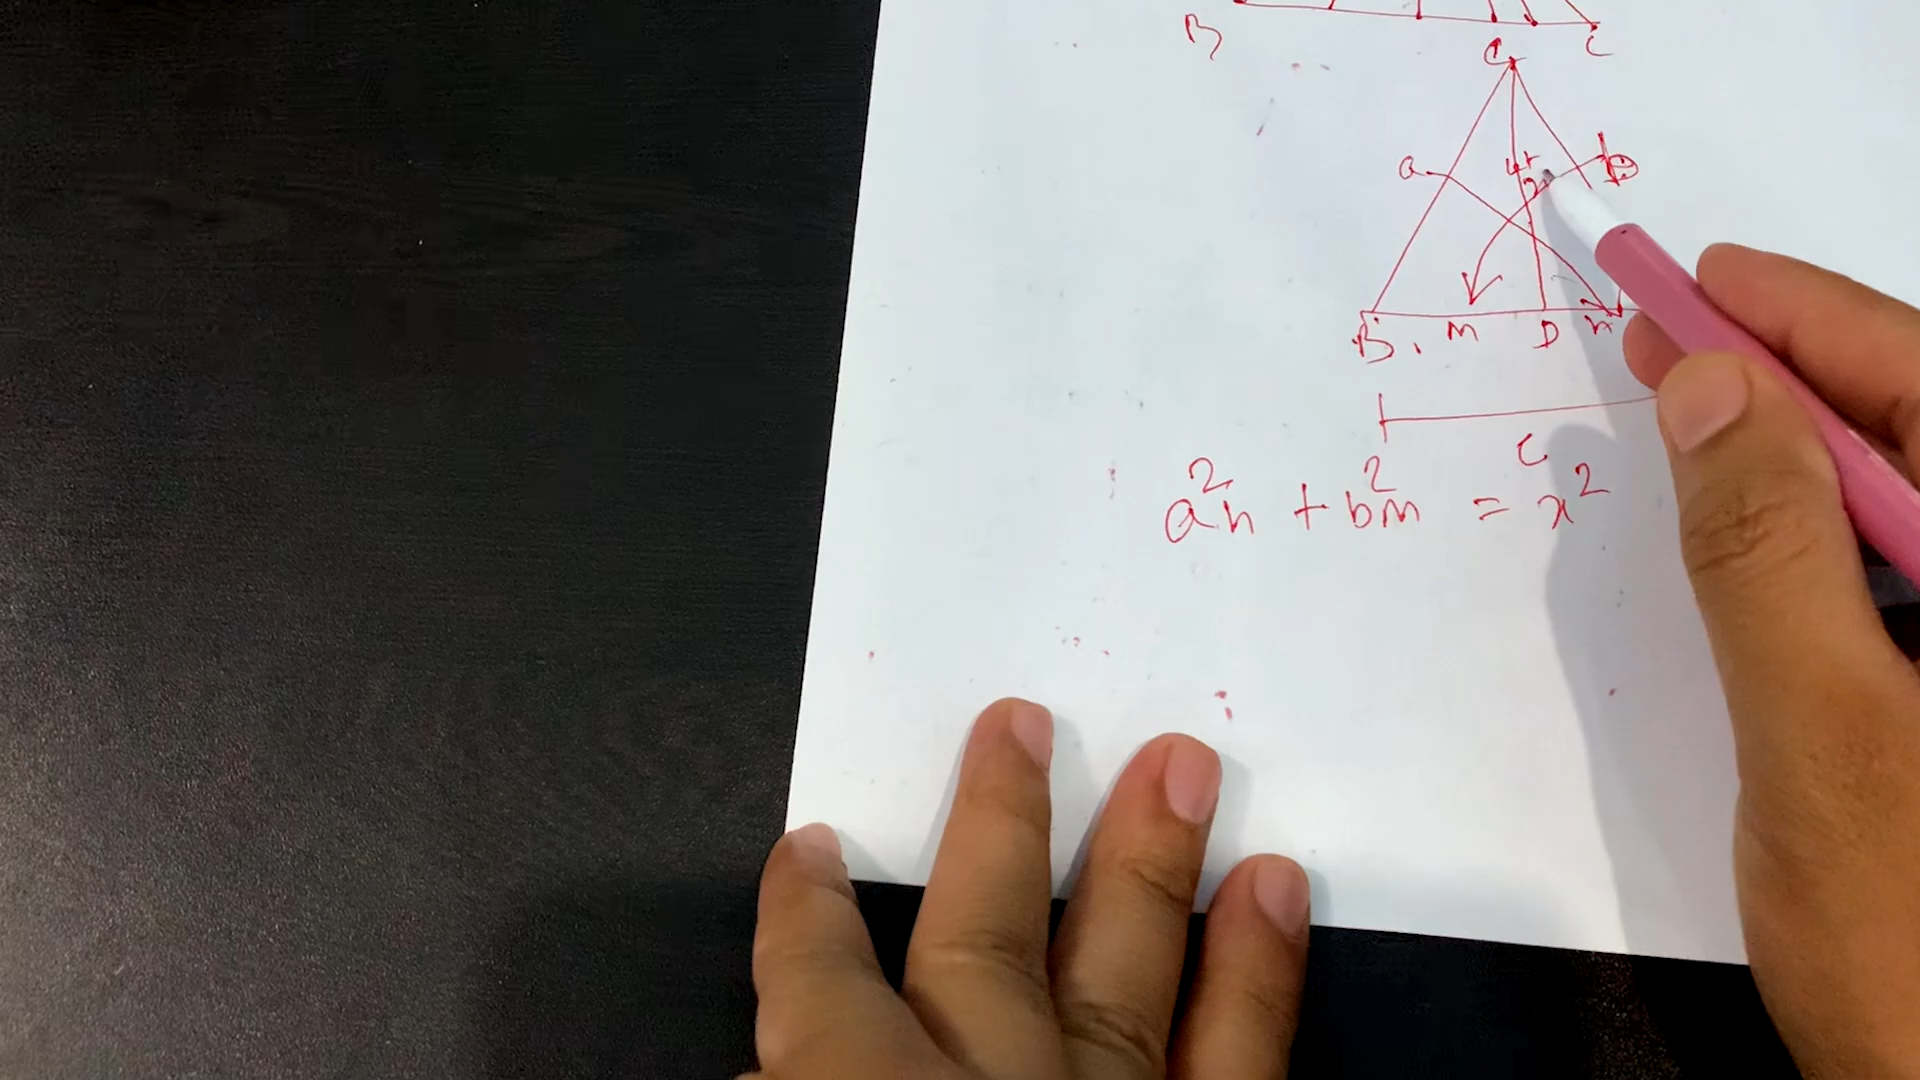 B C
a
B M D n
c
a²n + b²m = x²